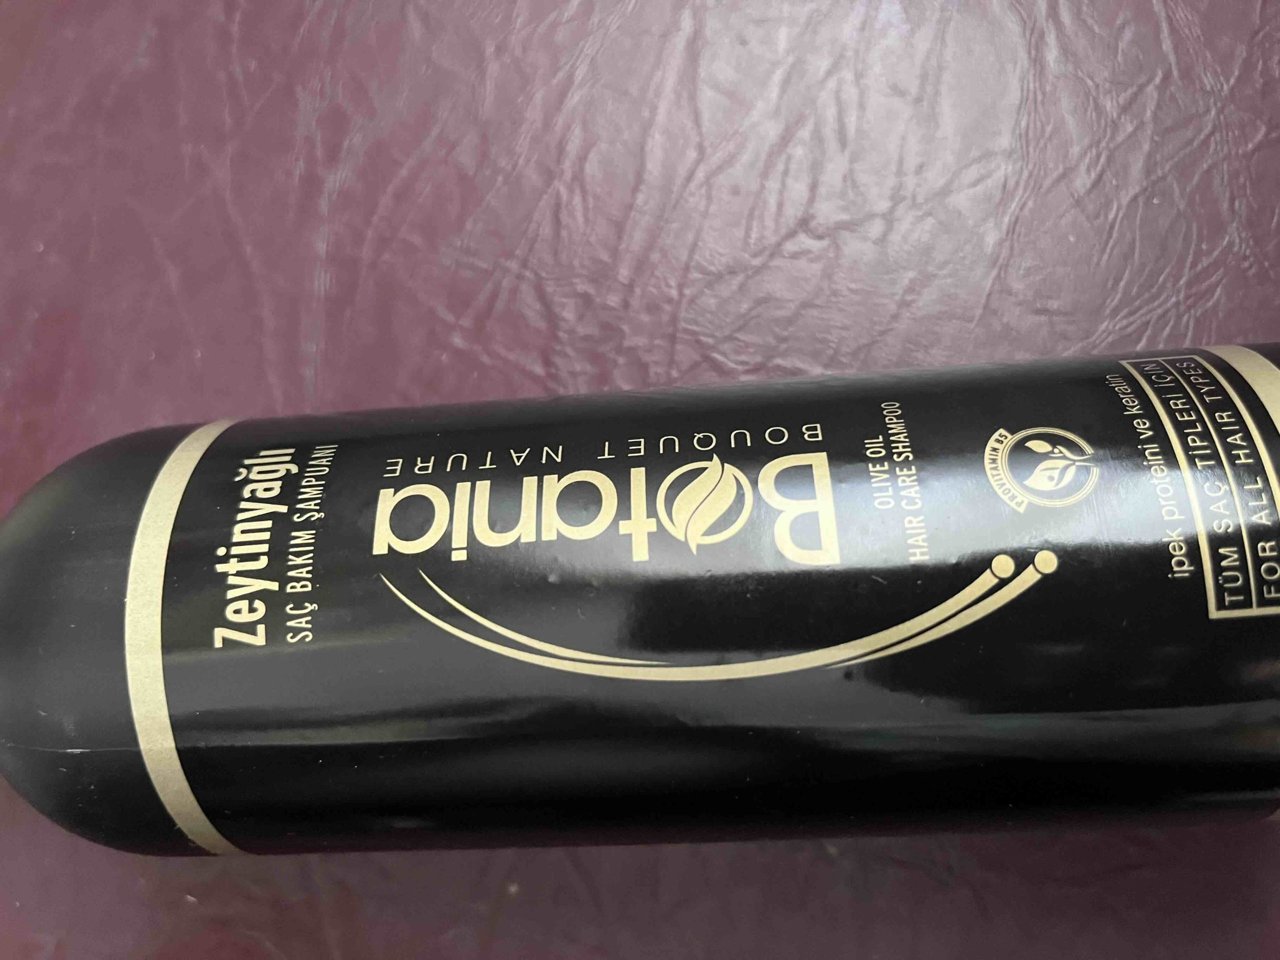 Zeytinyağlı
SAÇ BAKIM ŞAMPUANI
Botania
BOUQUET NATURE
OLIVE OIL
HAIR CARE SHAMPOO
PROVITAMIN B5
ipek proteini ve keratin
TÜM SAÇ TİPLERİ İÇİN
FOR ALL HAIR TYPES